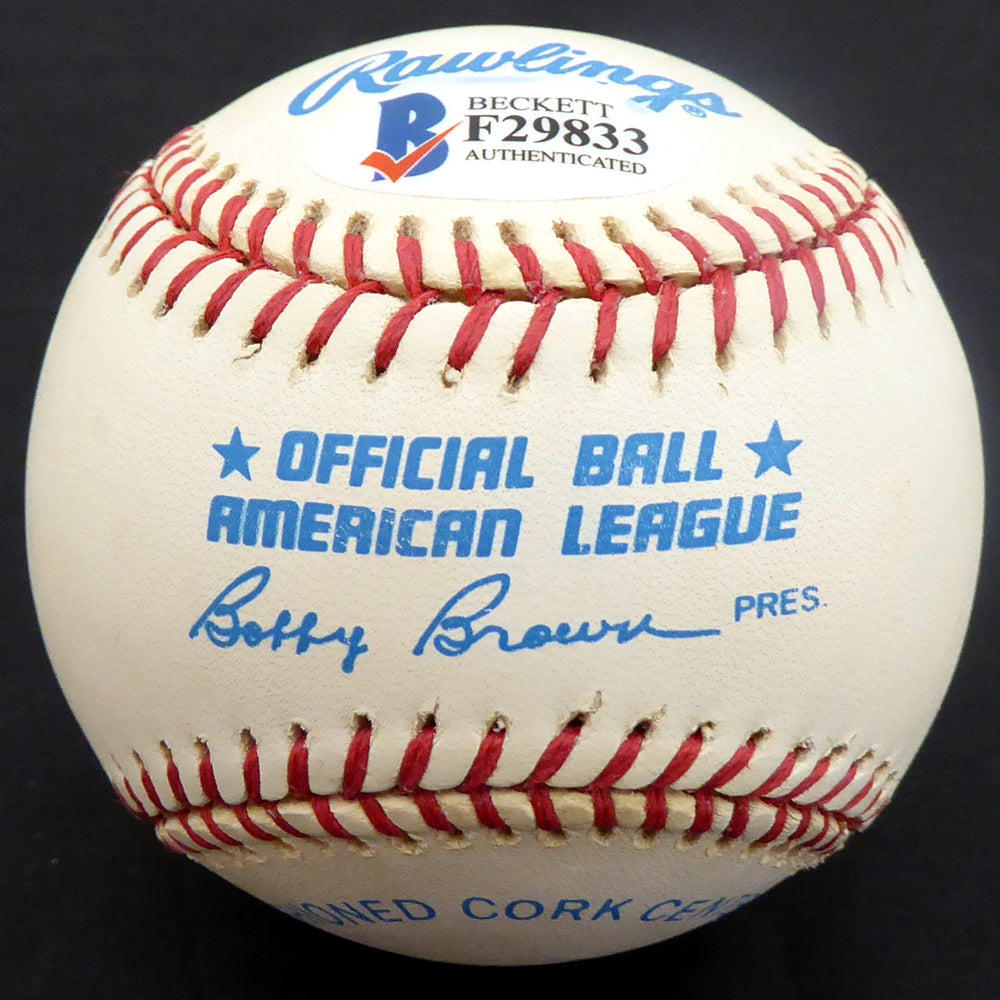 Rawlings®
BECKETT
F29833
AUTHENTICATED
★ OFFICIAL BALL ★
AMERICAN LEAGUE
Bobby Brown PRES.
CORK